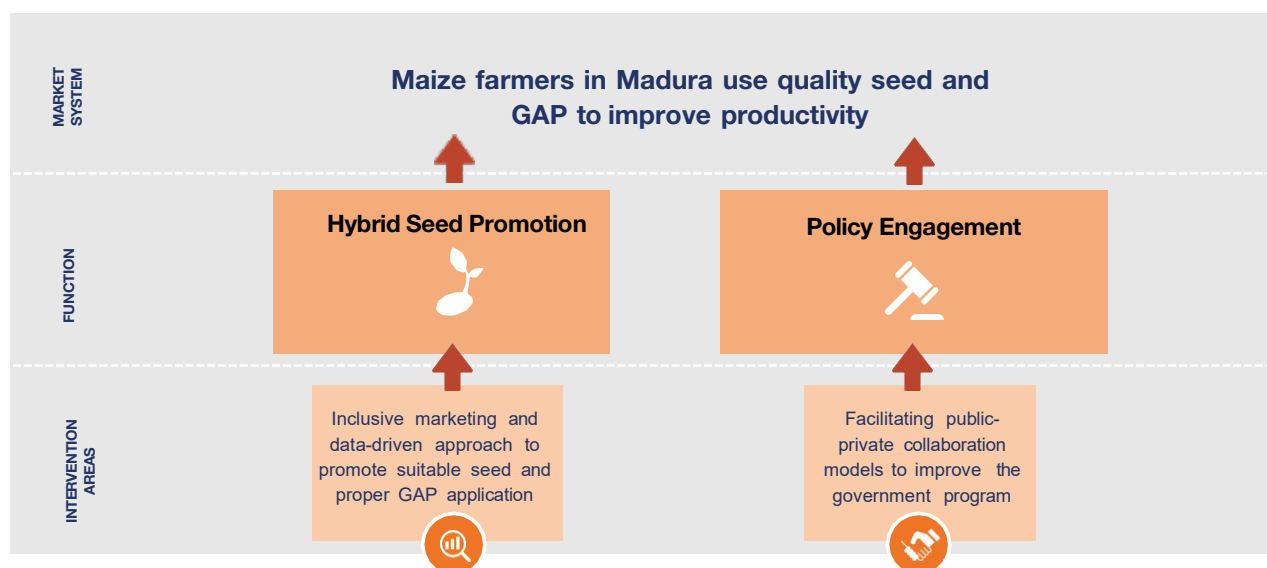 MARKET
SYSTEM
Maize farmers in Madura use quality seed and
GAP to improve productivity
FUNCTION
Hybrid Seed Promotion
Policy Engagement
INTERVENTION
AREAS
Inclusive marketing and
data-driven approach to
promote suitable seed and
proper GAP application
Facilitating public-
private collaboration
models to improve the
government program